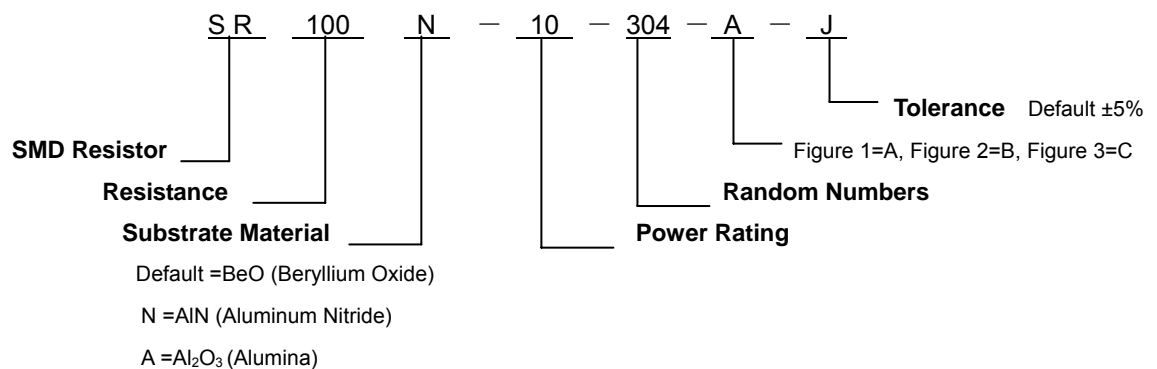 SR 100 N – 10 – 304 – A – J
Tolerance Default ±5%
SMD Resistor
Figure 1=A, Figure 2=B, Figure 3=C
Resistance
Random Numbers
Substrate Material
Power Rating
Default =BeO (Beryllium Oxide)
N =AlN (Aluminum Nitride)
A =Al₂O₃ (Alumina)